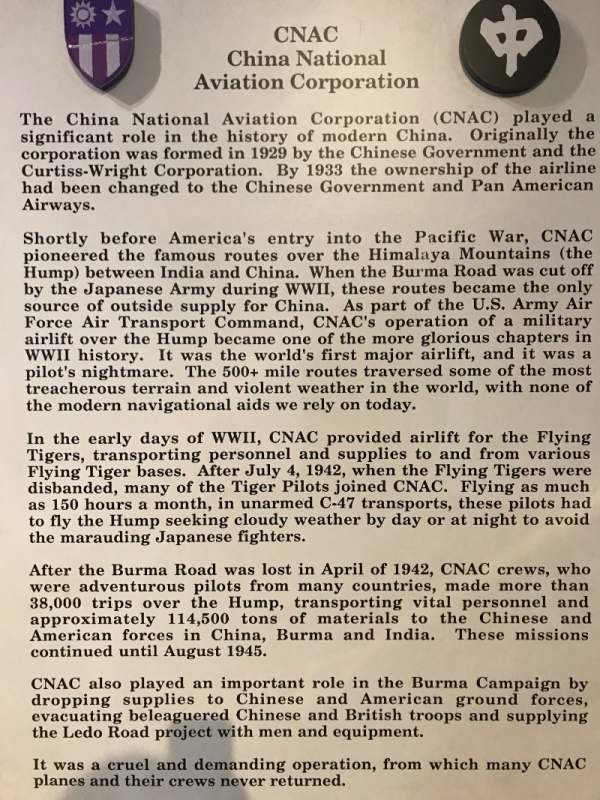 中
CNAC
China National
Aviation Corporation
The China National Aviation Corporation (CNAC) played a
significant role in the history of modern China. Originally the
corporation was formed in 1929 by the Chinese Government and the
Curtiss-Wright Corporation. By 1933 the ownership of the airline
had been changed to the Chinese Government and Pan American
Airways.
Shortly before America's entry into the Pacific War, CNAC
pioneered the famous routes over the Himalaya Mountains (the
Hump) between India and China. When the Burma Road was cut off
by the Japanese Army during WWII, these routes became the only
source of outside supply for China. As part of the U.S. Army Air
Force Air Transport Command, CNAC's operation of a military
airlift over the Hump became one of the more glorious chapters in
WWII history. It was the world's first major airlift, and it was a
pilot's nightmare. The 500+ mile routes traversed some of the most
treacherous terrain and violent weather in the world, with none of
the modern navigational aids we rely on today.
In the early days of WWII, CNAC provided airlift for the Flying
Tigers, transporting personnel and supplies to and from various
Flying Tiger bases. After July 4, 1942, when the Flying Tigers were
disbanded, many of the Tiger Pilots joined CNAC. Flying as much
as 150 hours a month, in unarmed C-47 transports, these pilots had
to fly the Hump seeking cloudy weather by day or at night to avoid
the marauding Japanese fighters.
After the Burma Road was lost in April of 1942, CNAC crews, who
were adventurous pilots from many countries, made more than
38,000 trips over the Hump, transporting vital personnel and
approximately 114,500 tons of materials to the Chinese and
American forces in China, Burma and India. These missions
continued until August 1945.
CNAC also played an important role in the Burma Campaign by
dropping supplies to Chinese and American ground forces,
evacuating beleaguered Chinese and British troops and supplying
the Ledo Road project with men and equipment.
It was a cruel and demanding operation, from which many CNAC
planes and their crews never returned.